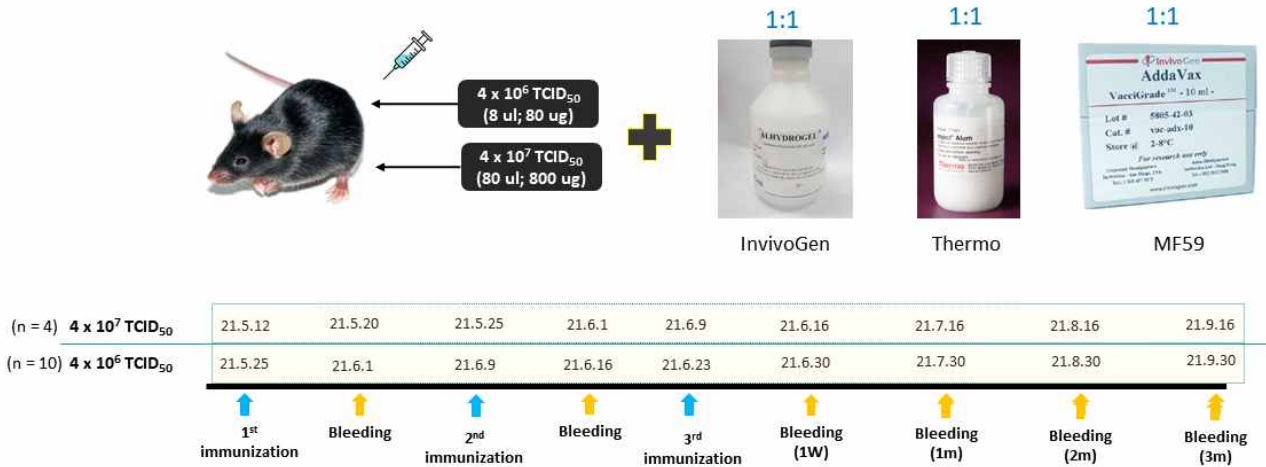 1:1
1:1
1:1
4 x 10⁶ TCID₅₀
(8 ul; 80 ug)
4 x 10⁷ TCID₅₀
(80 ul; 800 ug)
"ALHYDROGEL"
Alum
Thermo
InvivoGen
AddaVax
VacciGrade™ - 10 ml -
Lot # 5805-42-03
Cat. # vac-adx-10
Store @ 2-8°C
For research use only
www.invivogen.com
InvivoGen
Thermo
MF59
(n = 4) 4 x 10⁷ TCID₅₀ 21.5.12 21.5.20 21.5.25 21.6.1 21.6.9 21.6.16 21.7.16 21.8.16 21.9.16
(n = 10) 4 x 10⁶ TCID₅₀ 21.5.25 21.6.1 21.6.9 21.6.16 21.6.23 21.6.30 21.7.30 21.8.30 21.9.30
1ˢᵗ
immunization
Bleeding
2ⁿᵈ
immunization
Bleeding
3ʳᵈ
immunization
Bleeding
(1W)
Bleeding
(1m)
Bleeding
(2m)
Bleeding
(3m)